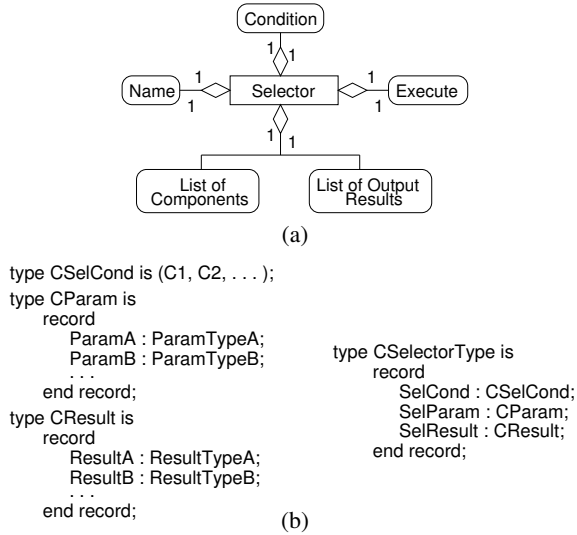 Condition
1 1
Name
1
1
Selector
1
1
Execute
1 1
List of
Components
List of Output
Results
(a)
type CSelCond is (C1, C2, . . . );
type CParam is
record
ParamA : ParamTypeA;
ParamB : ParamTypeB;
. . .
end record;
type CResult is
record
ResultA : ResultTypeA;
ResultB : ResultTypeB;
. . .
end record;
type CSelectorType is
record
SelCond : CSelCond;
SelParam : CParam;
SelResult : CResult;
end record;
(b)